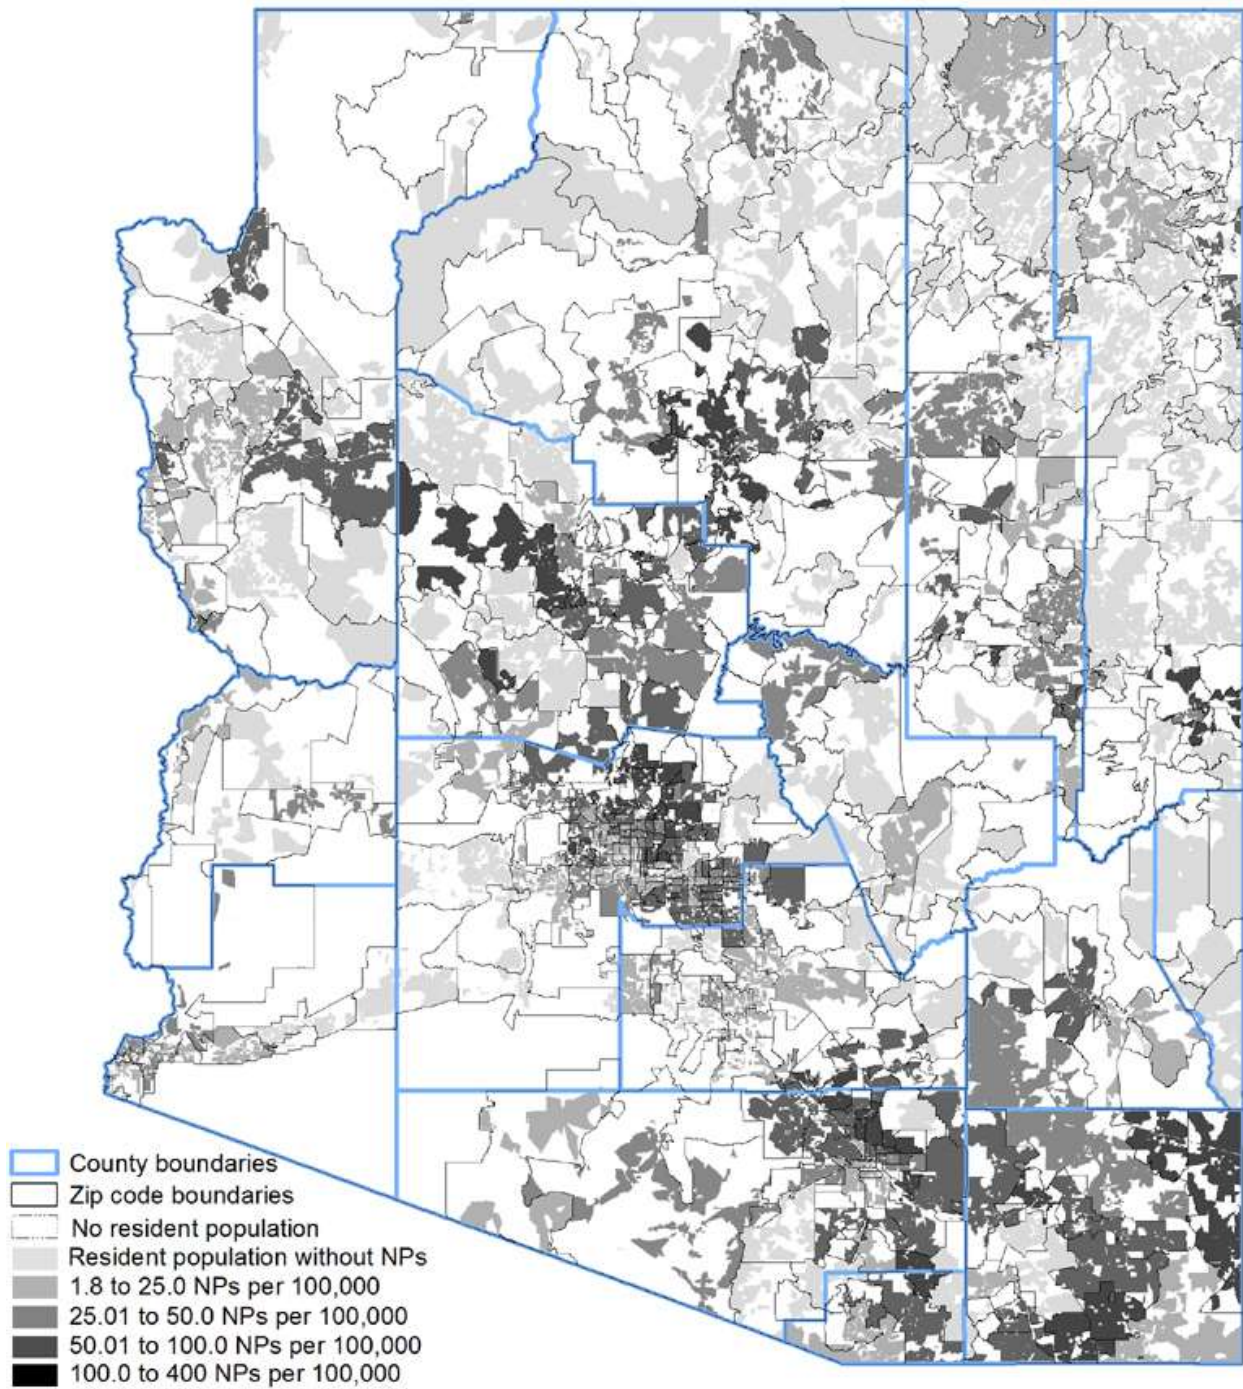 County boundaries
Zip code boundaries
No resident population
Resident population without NPs
1.8 to 25.0 NPs per 100,000
25.01 to 50.0 NPs per 100,000
50.01 to 100.0 NPs per 100,000
100.0 to 400 NPs per 100,000